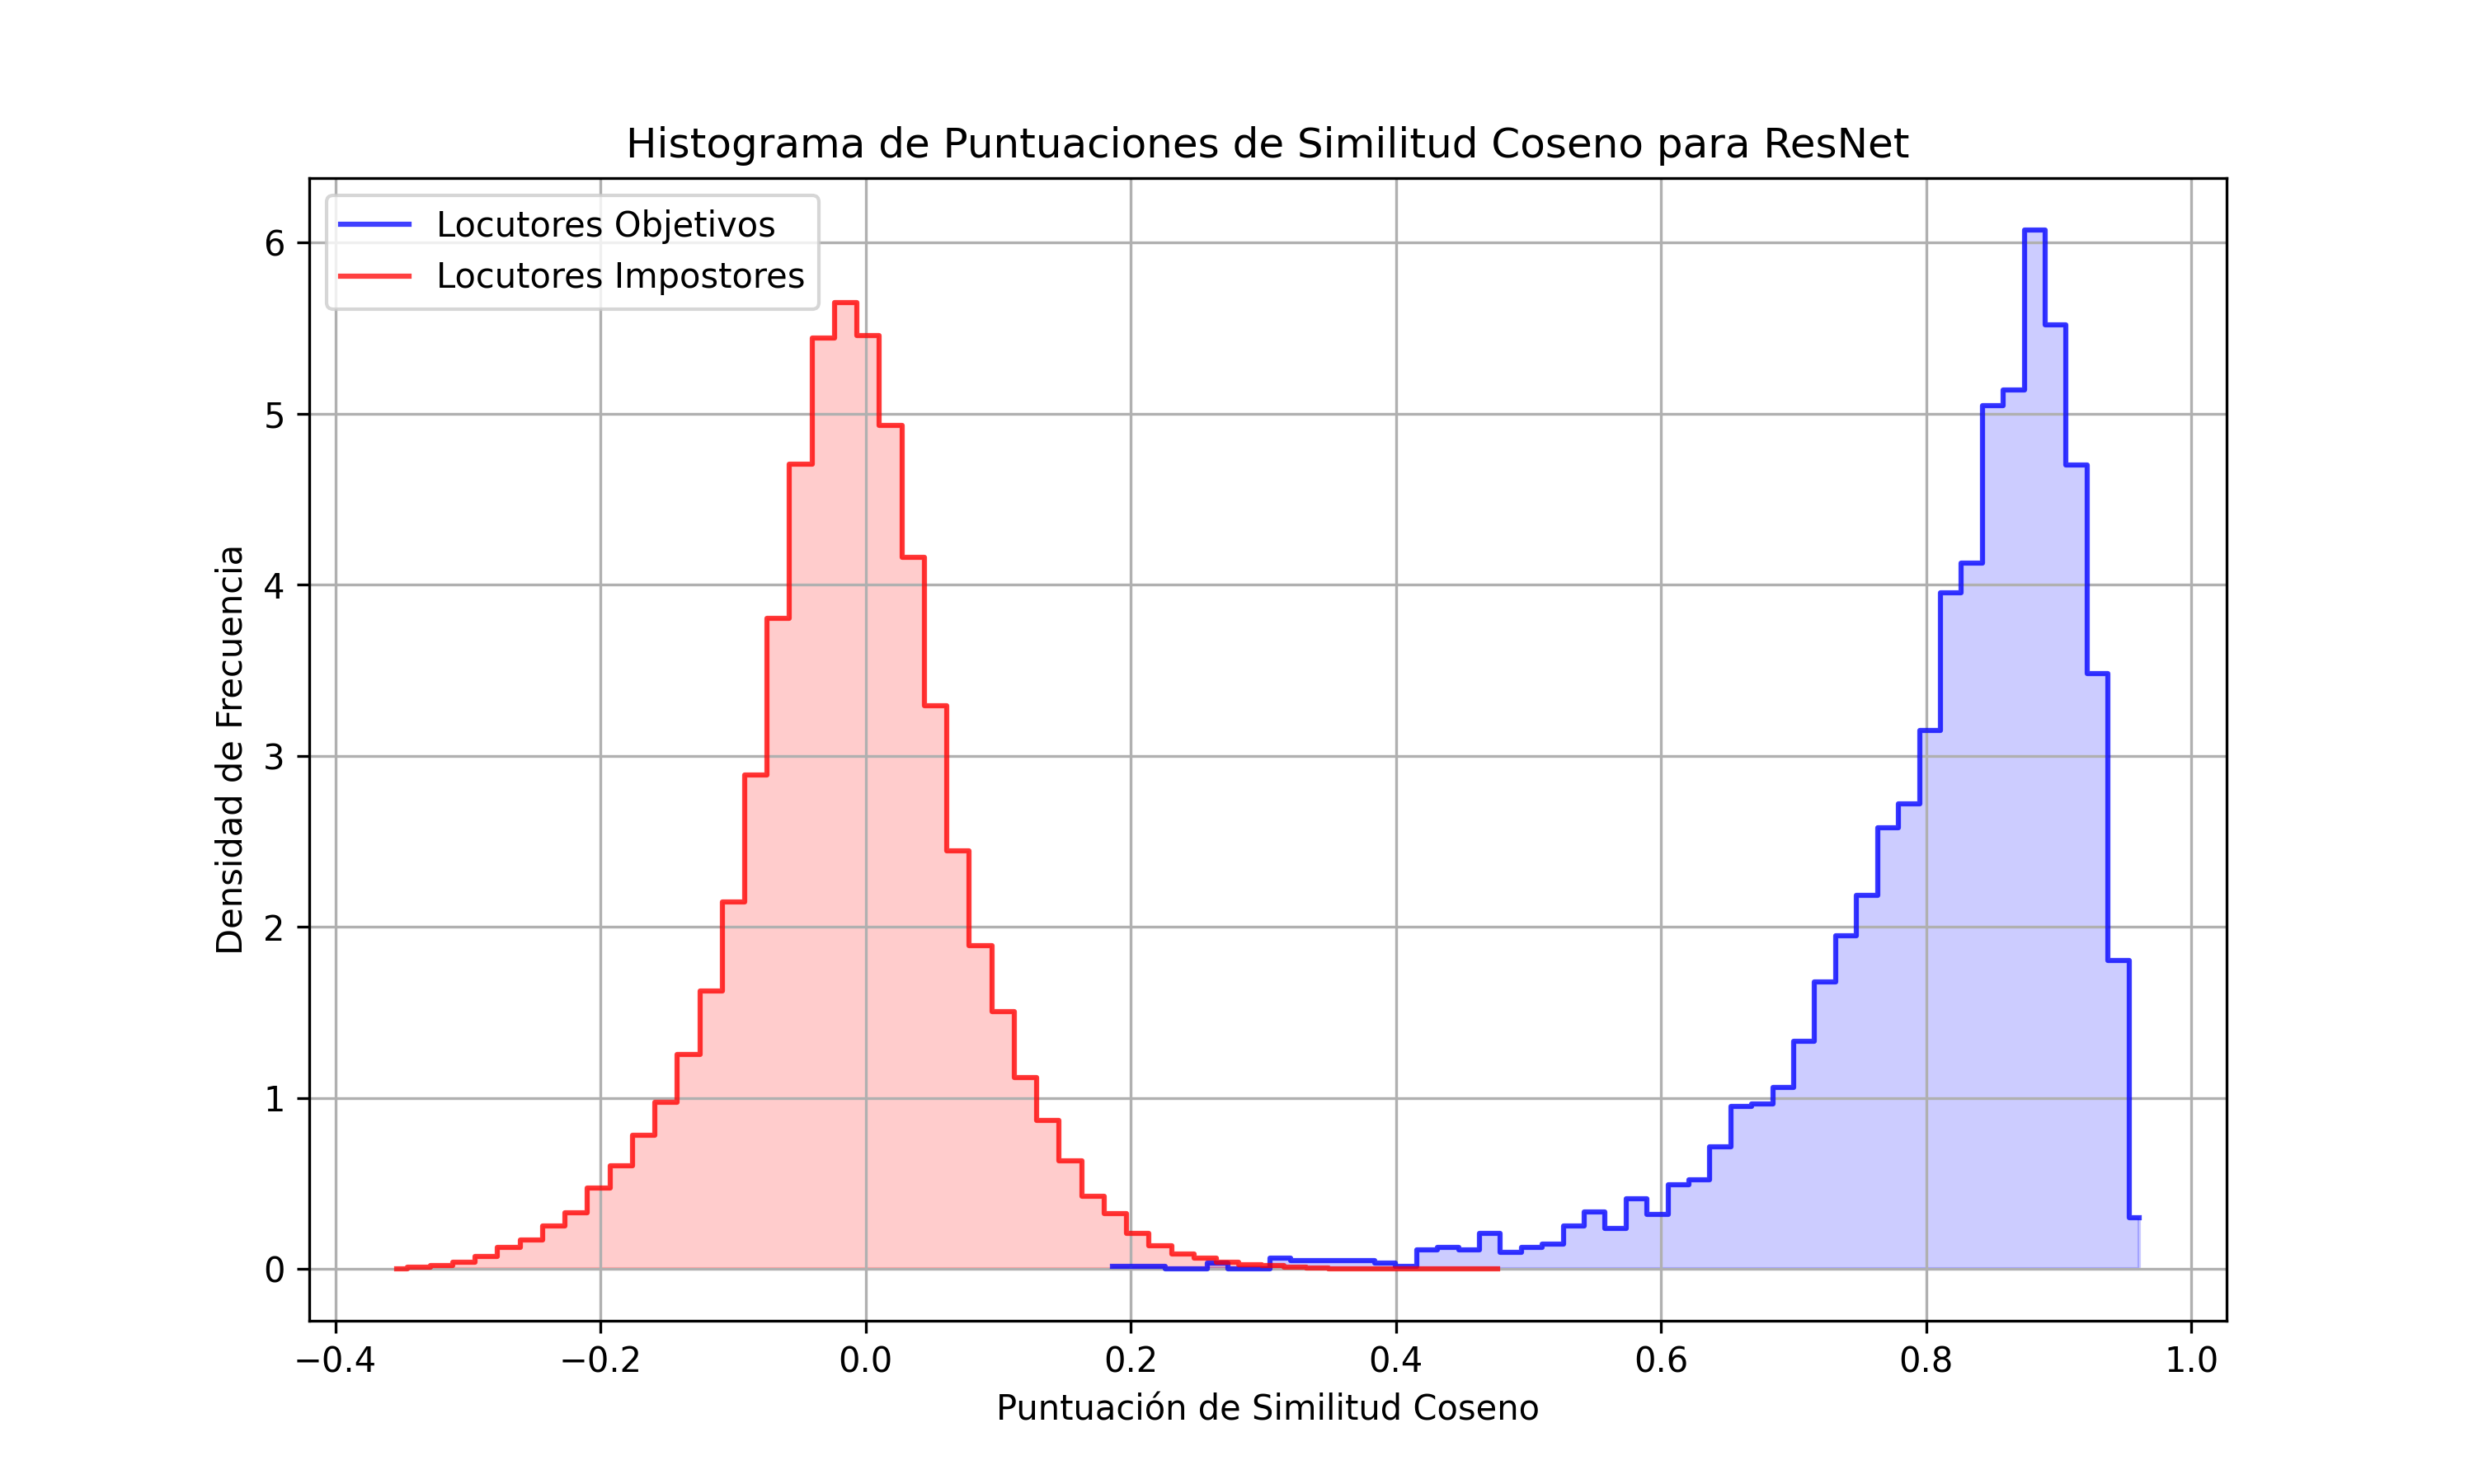 Histograma de Puntuaciones de Similitud Coseno para ResNet
Locutores Objetivos
Locutores Impostores
Densidad de Frecuencia
6
5
4
3
2
1
0
−0.4 −0.2 0.0 0.2 0.4 0.6 0.8 1.0
Puntuación de Similitud Coseno